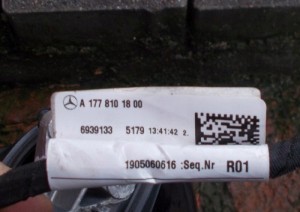 A 177 810 18 00
6939133 5179 13:41:42 2.
1905060616 :Seq.Nr R01